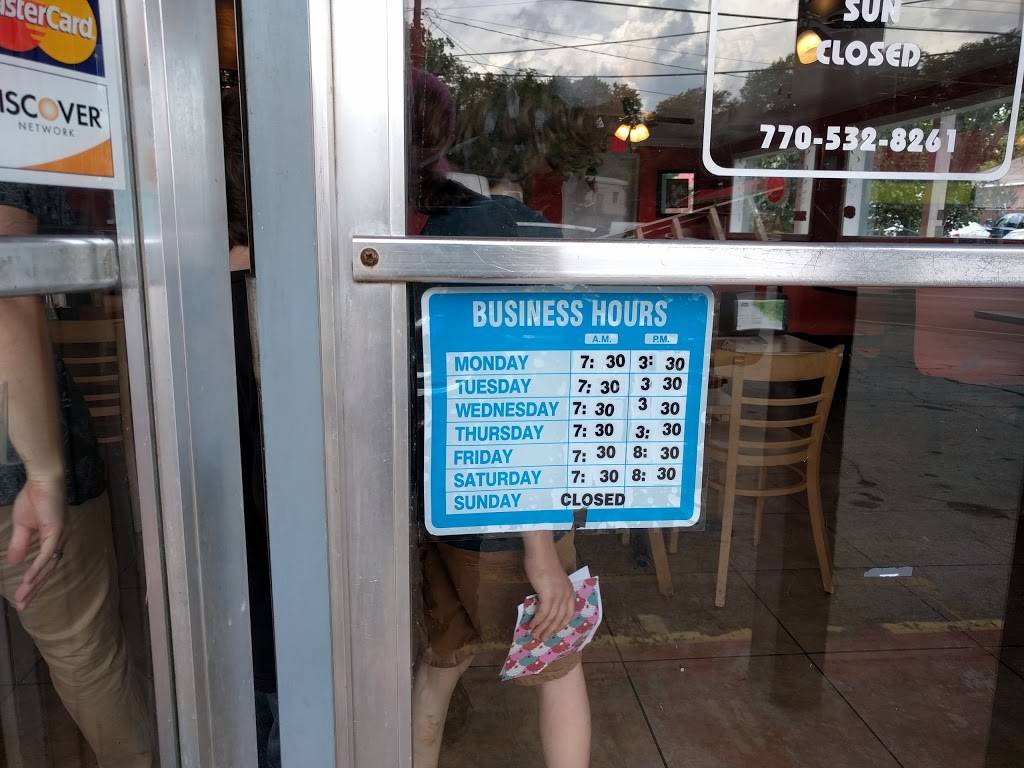 asterCard
ISCOVER
NETWORK
SUN
CLOSED
770-532-8261
BUSINESS HOURS
A.M. P.M.
MONDAY 7: 30 3: 30
TUESDAY 7: 30 3 30
WEDNESDAY 7: 30 3 30
THURSDAY 7: 30 3: 30
FRIDAY 7: 30 8: 30
SATURDAY 7: 30 8: 30
SUNDAY CLOSED